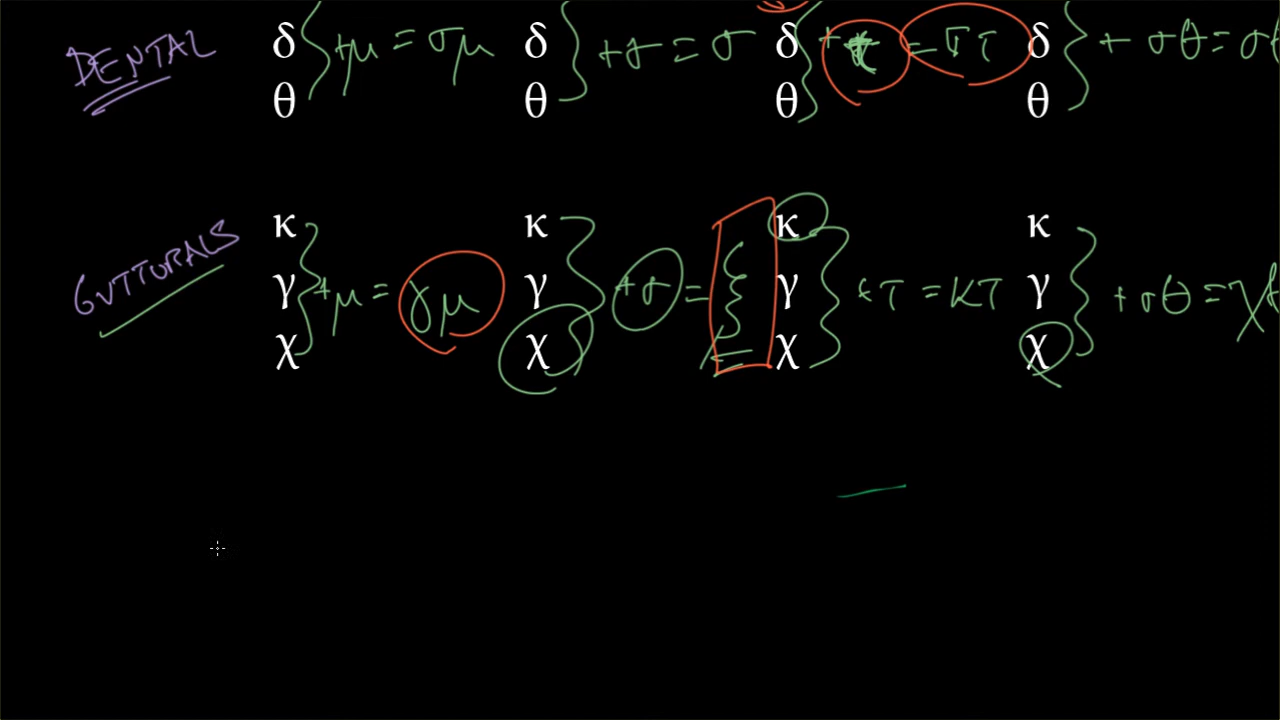 DENTAL δ } +μ = σμ δ } +σ = σ δ } + τ = στ δ } + σθ = σθ
θ θ θ θ
κ κ κ κ
GUTTURALS γ } +μ = γμ γ } +σ = ξ γ } +τ = κτ γ } + σθ = χθ
χ χ χ χ